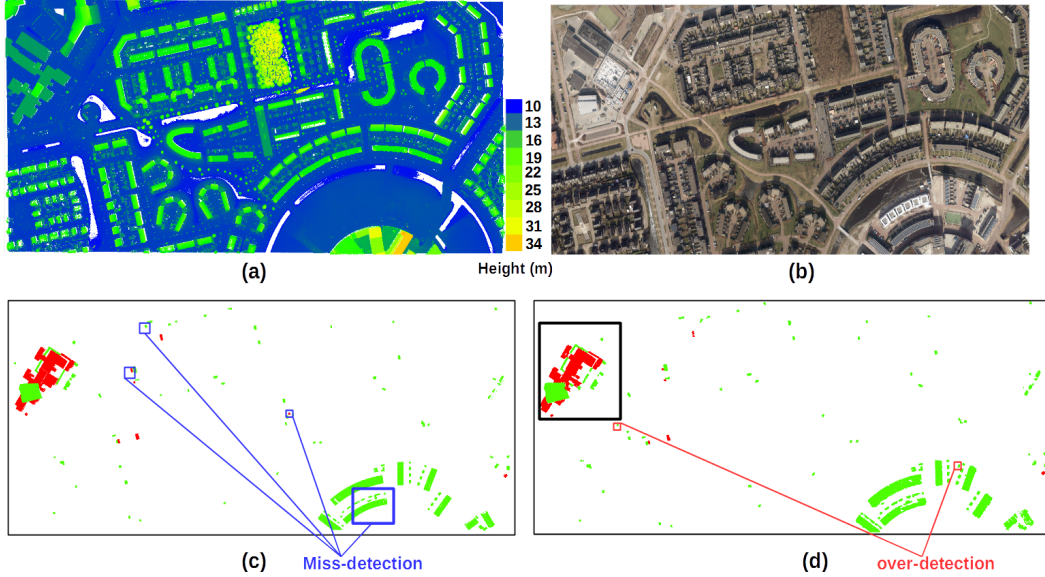 10
13
16
19
22
25
28
31
34
Height (m)
(a)
(b)
(c)
Miss-detection
(d)
over-detection